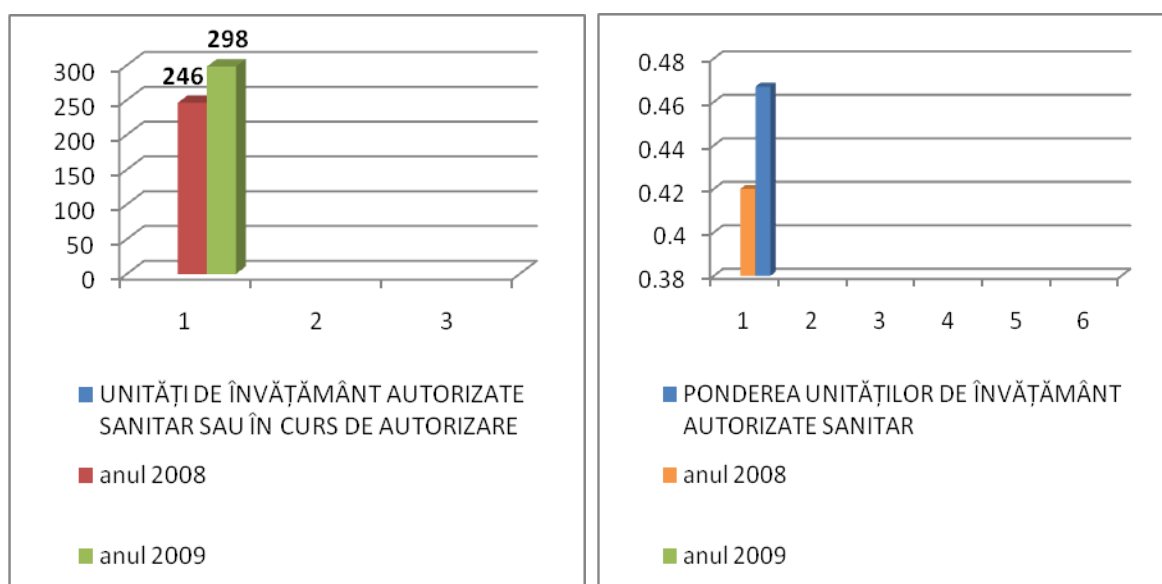 298
246
300
250
200
150
100
50
0
1 2 3
UNITĂȚI DE ÎNVĂȚĂMÂNT AUTORIZATE
SANITAR SAU ÎN CURS DE AUTORIZARE
anul 2008
anul 2009
0.48
0.46
0.44
0.42
0.4
0.38
1 2 3 4 5 6
PONDEREA UNITĂȚILOR DE ÎNVĂȚĂMÂNT
AUTORIZATE SANITAR
anul 2008
anul 2009